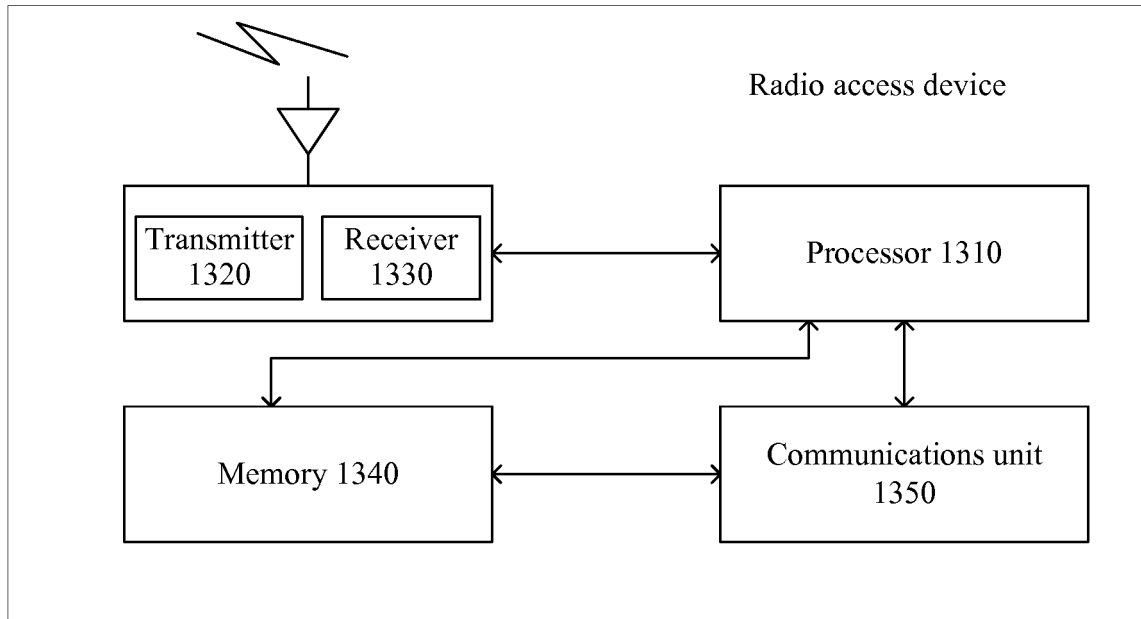 Radio access device
Transmitter
1320
Receiver
1330
Processor 1310
Memory 1340
Communications unit
1350